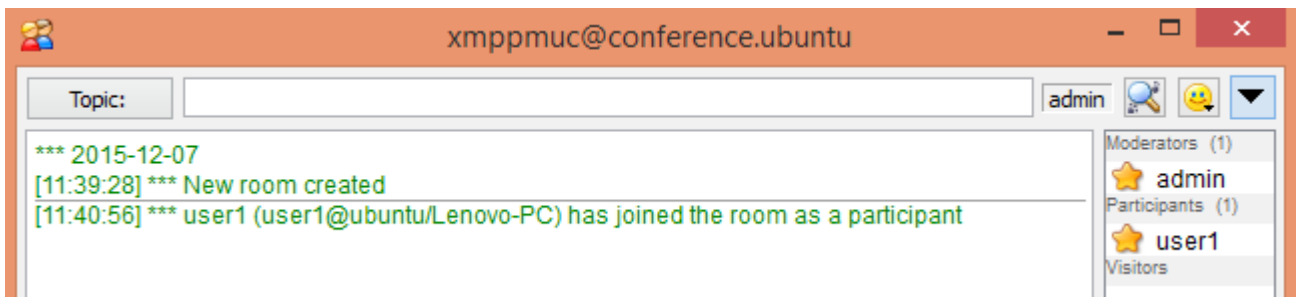 xmppmuc@conference.ubuntu
Topic:
admin
*** 2015-12-07
[11:39:28] *** New room created
[11:40:56] *** user1 (user1@ubuntu/Lenovo-PC) has joined the room as a participant
Moderators (1)
admin
Participants (1)
user1
Visitors